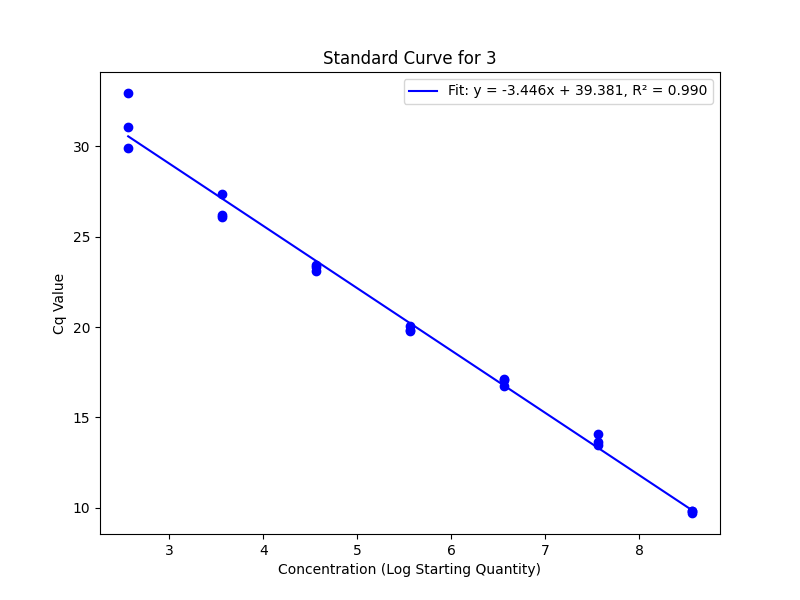 Standard Curve for 3
Fit: y = -3.446x + 39.381, R² = 0.990
Cq Value
30
25
20
15
10
3 4 5 6 7 8
Concentration (Log Starting Quantity)